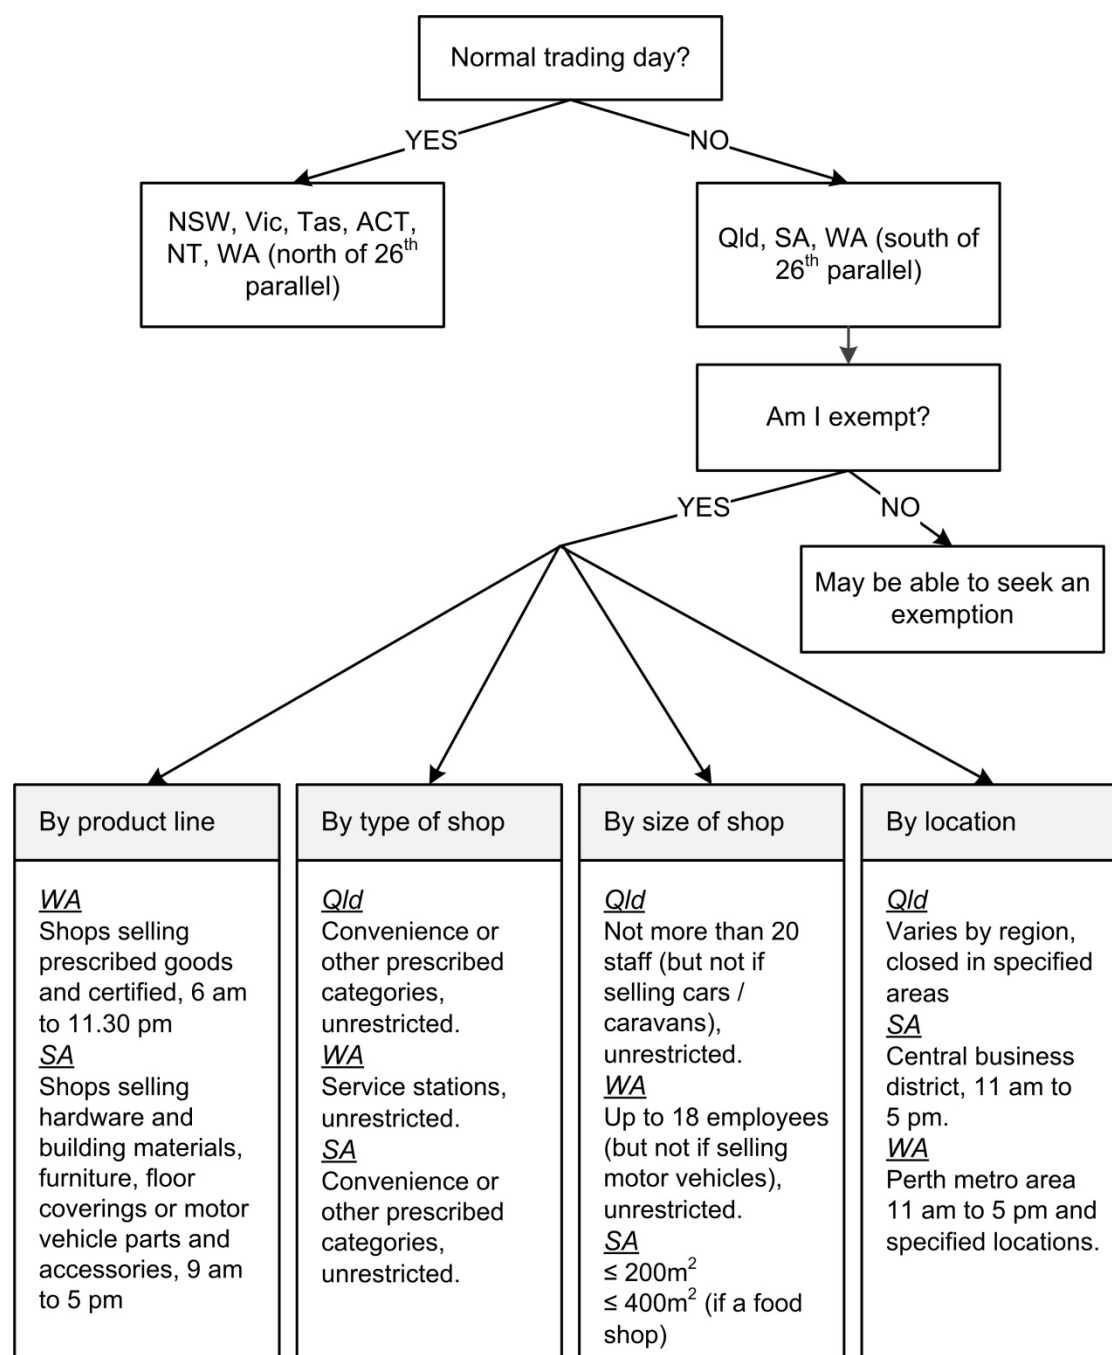 Normal trading day?
YES
NO
NSW, Vic, Tas, ACT,
NT, WA (north of 26th
parallel)
Qld, SA, WA (south of
26th parallel)
Am I exempt?
YES
NO
May be able to seek an
exemption
By product line
WA
Shops selling
prescribed goods
and certified, 6 am
to 11.30 pm
SA
Shops selling
hardware and
building materials,
furniture, floor
coverings or motor
vehicle parts and
accessories, 9 am
to 5 pm
By type of shop
Qld
Convenience or
other prescribed
categories,
unrestricted.
WA
Service stations,
unrestricted.
SA
Convenience or
other prescribed
categories,
unrestricted.
By size of shop
Qld
Not more than 20
staff (but not if
selling cars /
caravans),
unrestricted.
WA
Up to 18 employees
(but not if selling
motor vehicles),
unrestricted.
SA
≤ 200m²
≤ 400m² (if a food
shop)
By location
Qld
Varies by region,
closed in specified
areas
SA
Central business
district, 11 am to
5 pm.
WA
Perth metro area
11 am to 5 pm and
specified locations.